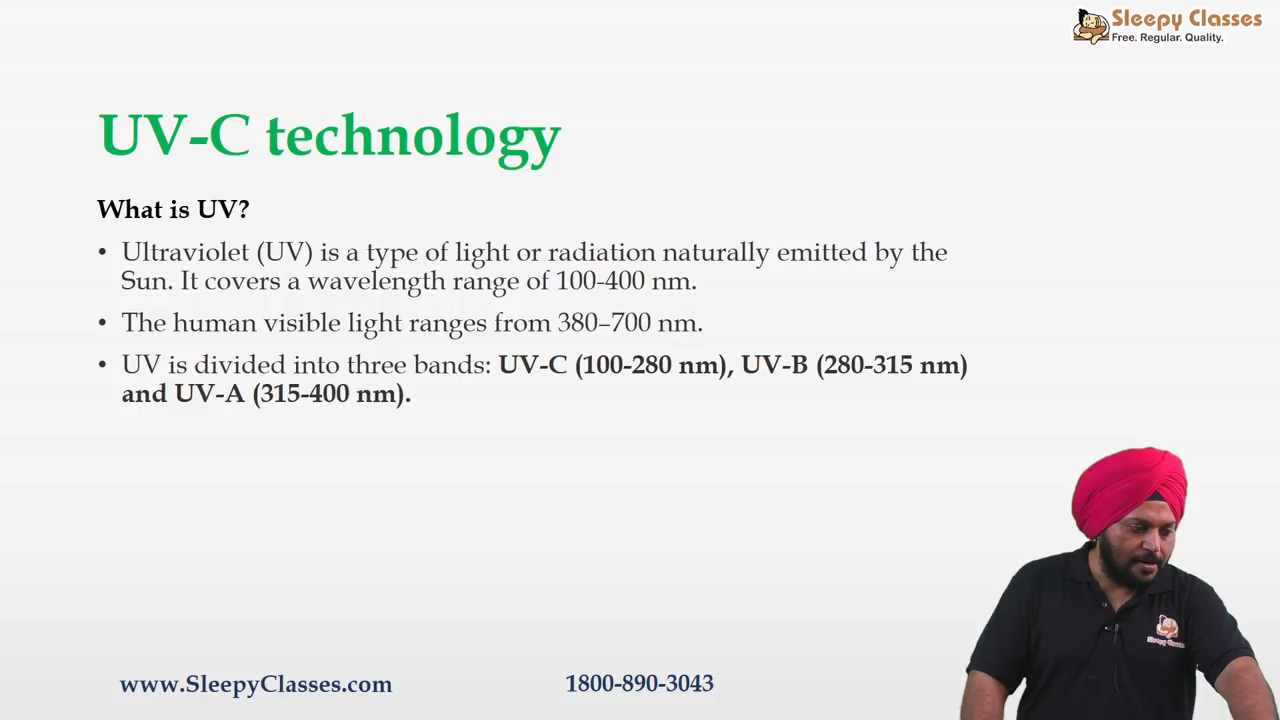 Sleepy Classes
Free. Regular. Quality.
UV-C technology
What is UV?
• Ultraviolet (UV) is a type of light or radiation naturally emitted by the
Sun. It covers a wavelength range of 100-400 nm.
• The human visible light ranges from 380–700 nm.
• UV is divided into three bands: UV-C (100-280 nm), UV-B (280-315 nm)
and UV-A (315-400 nm).
Sleepy Classes
www.SleepyClasses.com
1800-890-3043